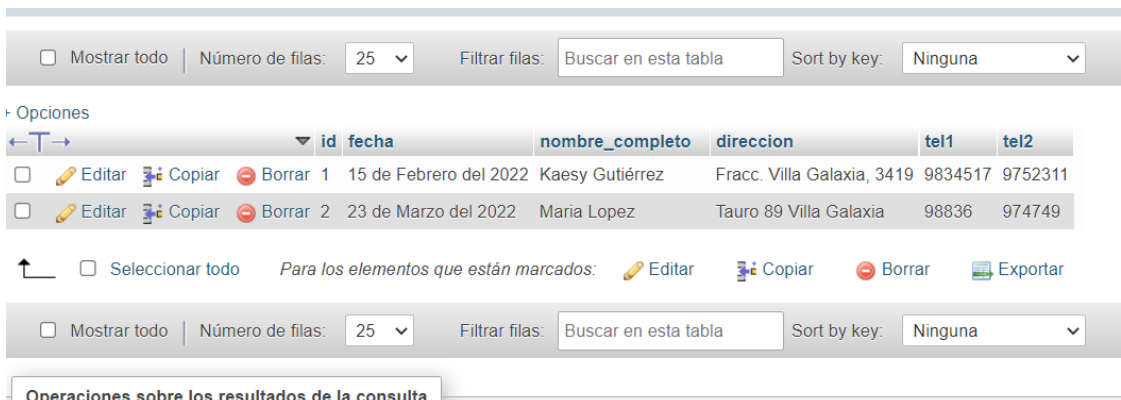 Mostrar todo | Número de filas: 25 Filtrar filas: Buscar en esta tabla Sort by key: Ninguna
+ Opciones
←T→ id fecha nombre_completo direccion tel1 tel2
Editar Copiar Borrar 1 15 de Febrero del 2022 Kaesy Gutiérrez Fracc. Villa Galaxia, 3419 9834517 9752311
Editar Copiar Borrar 2 23 de Marzo del 2022 Maria Lopez Tauro 89 Villa Galaxia 98836 974749
Seleccionar todo Para los elementos que están marcados: Editar Copiar Borrar Exportar
Mostrar todo | Número de filas: 25 Filtrar filas: Buscar en esta tabla Sort by key: Ninguna
Operaciones sobre los resultados de la consulta